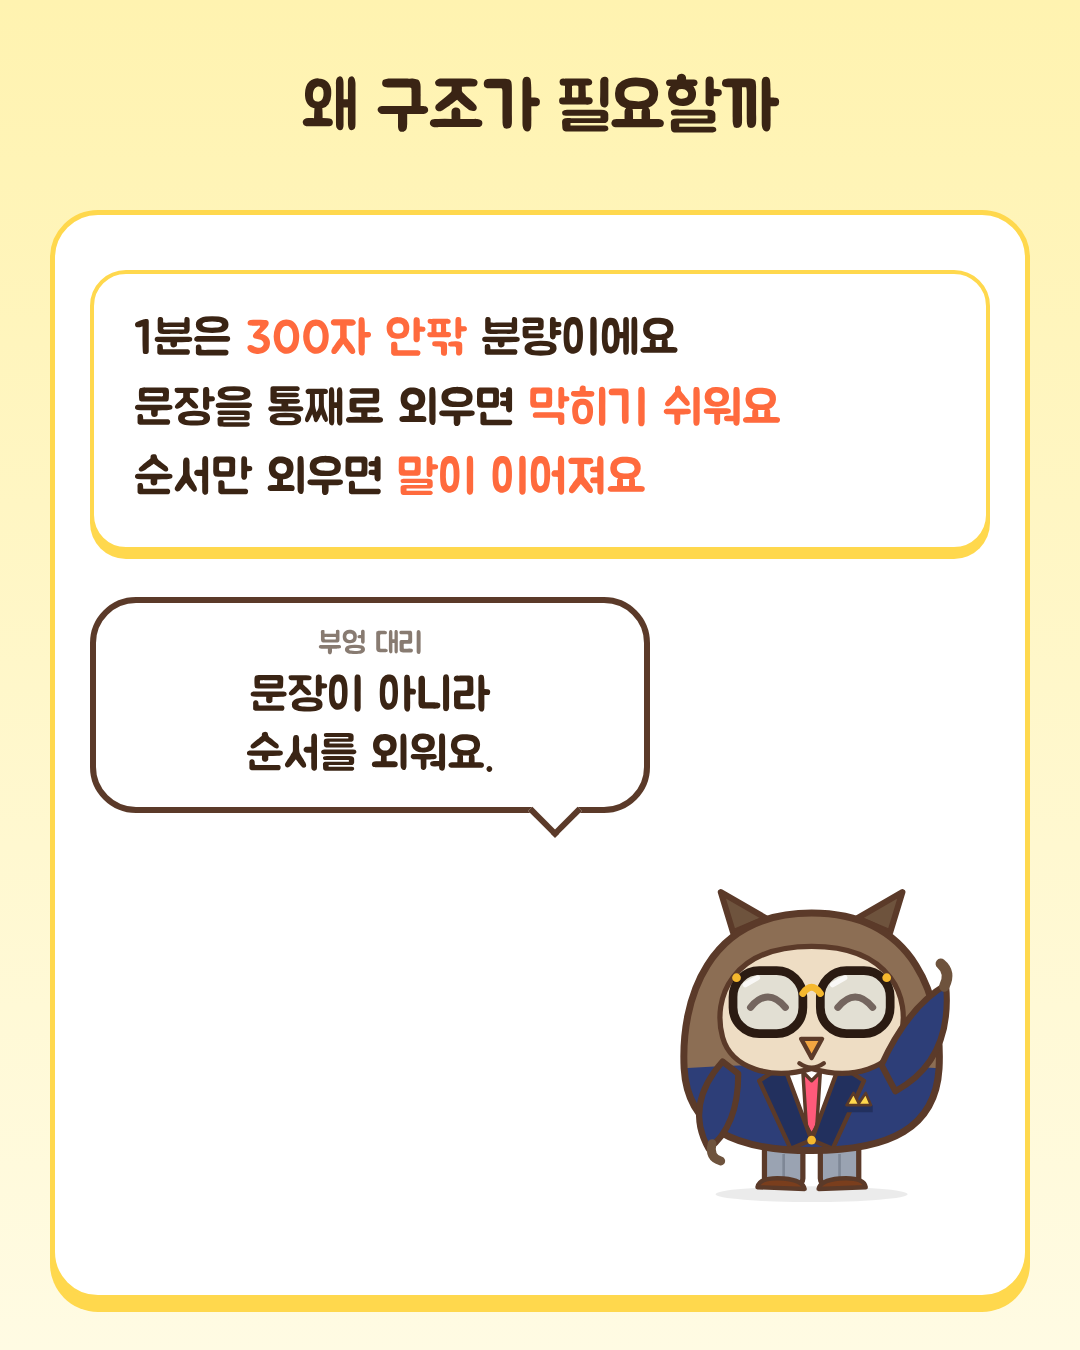 왜 구조가 필요할까
1분은 300자 안팎 분량이에요
문장을 통째로 외우면 막히기 쉬워요
순서만 외우면 말이 이어져요
부엉 대리
문장이 아니라
순서를 외워요.